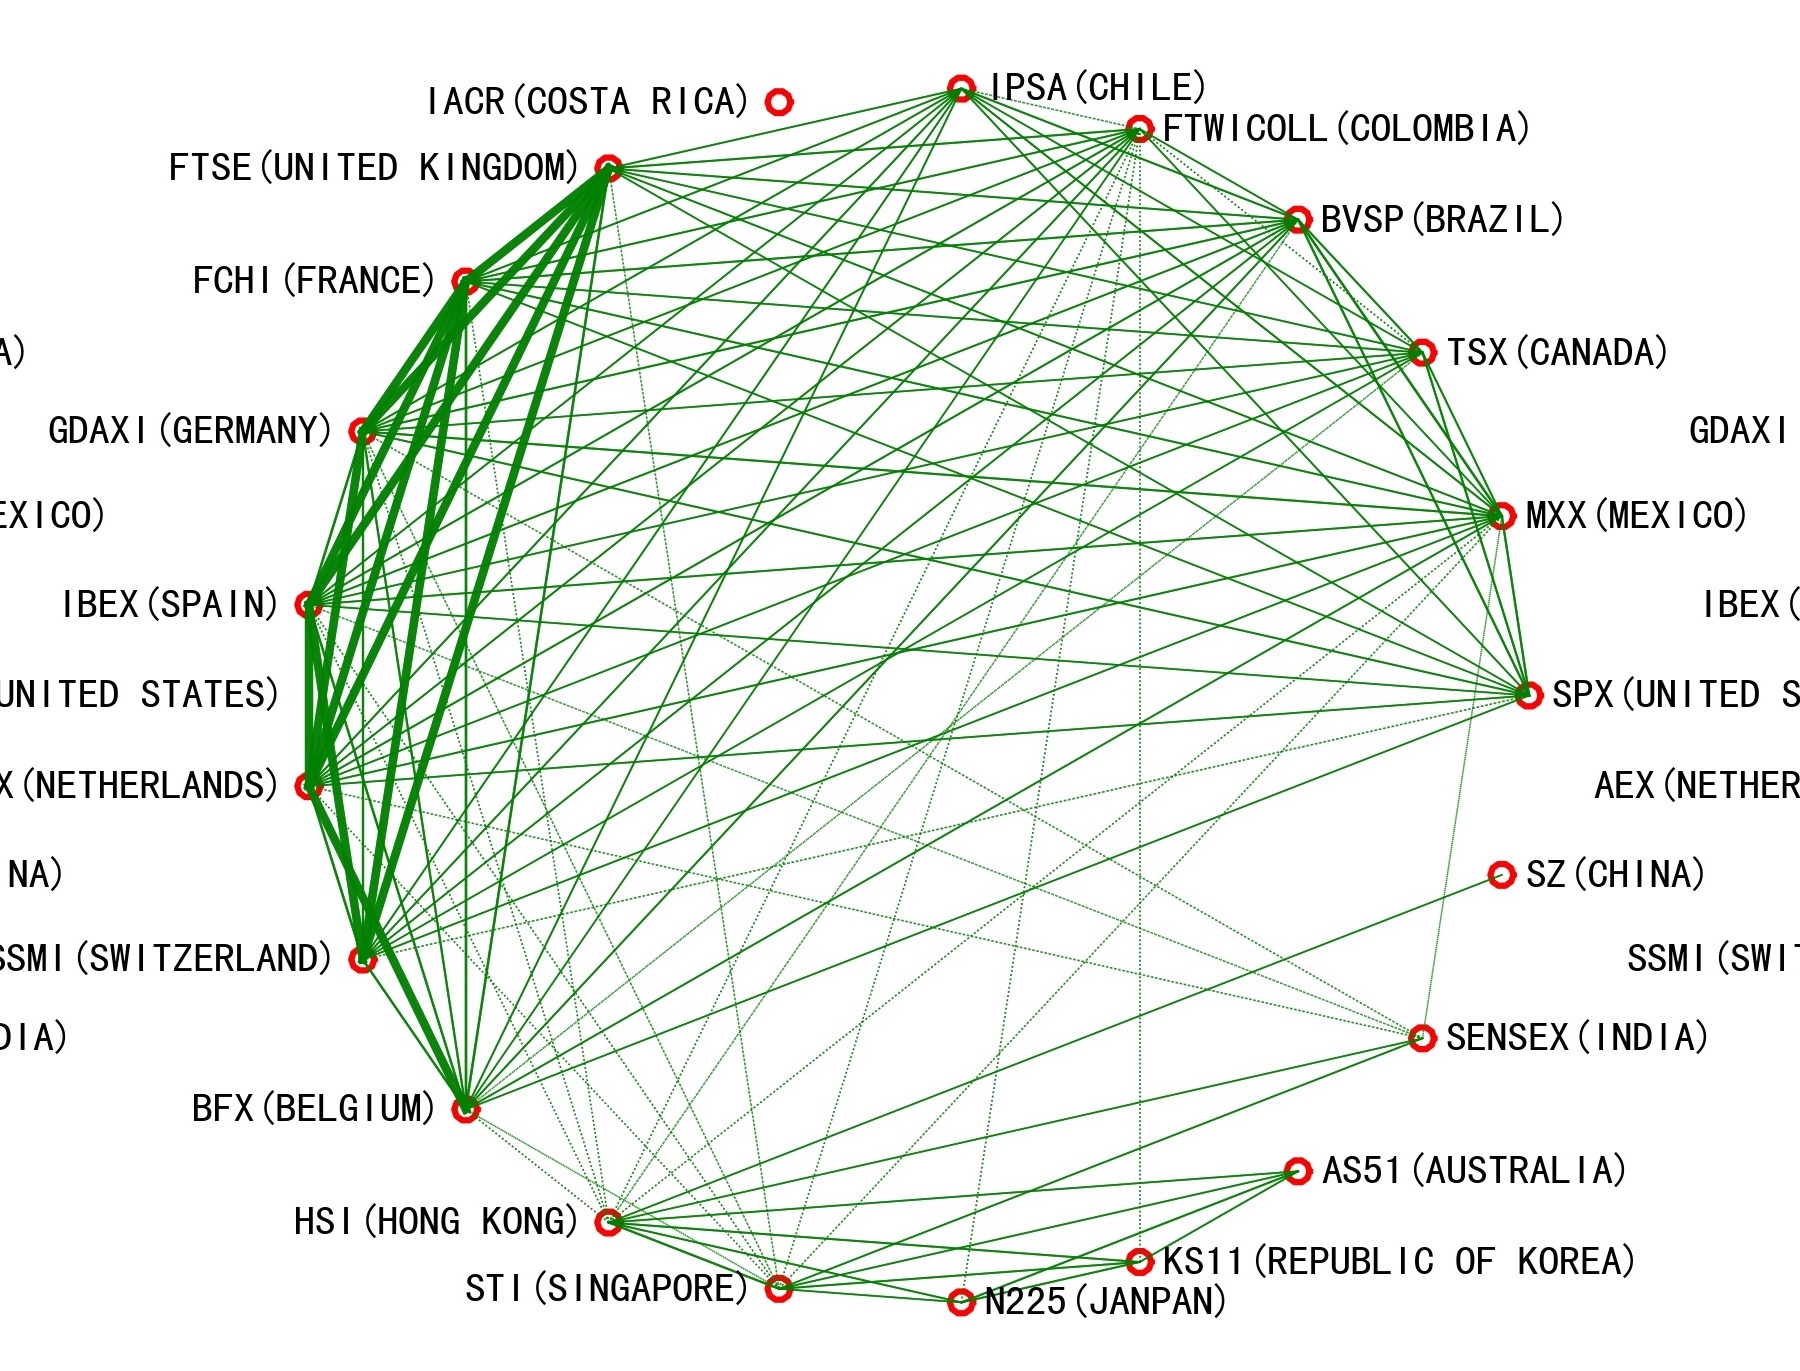 IPSA(CHILE)
IACR(COSTA RICA)
FTWICOLL(COLOMBIA)
FTSE(UNITED KINGDOM)
BVSP(BRAZIL)
FCHI(FRANCE)
A)
TSX(CANADA)
GDAXI(GERMANY)
GDAXI
EXICO)
MXX(MEXICO)
IBEX(SPAIN)
IBEX(
UNITED STATES)
SPX(UNITED S
X(NETHERLANDS)
AEX(NETHER
NA)
SZ(CHINA)
SSMI(SWITZERLAND)
SSMI(SWIT
DIA)
SENSEX(INDIA)
BFX(BELGIUM)
AS51(AUSTRALIA)
HSI(HONG KONG)
KS11(REPUBLIC OF KOREA)
STI(SINGAPORE)
N225(JANPAN)